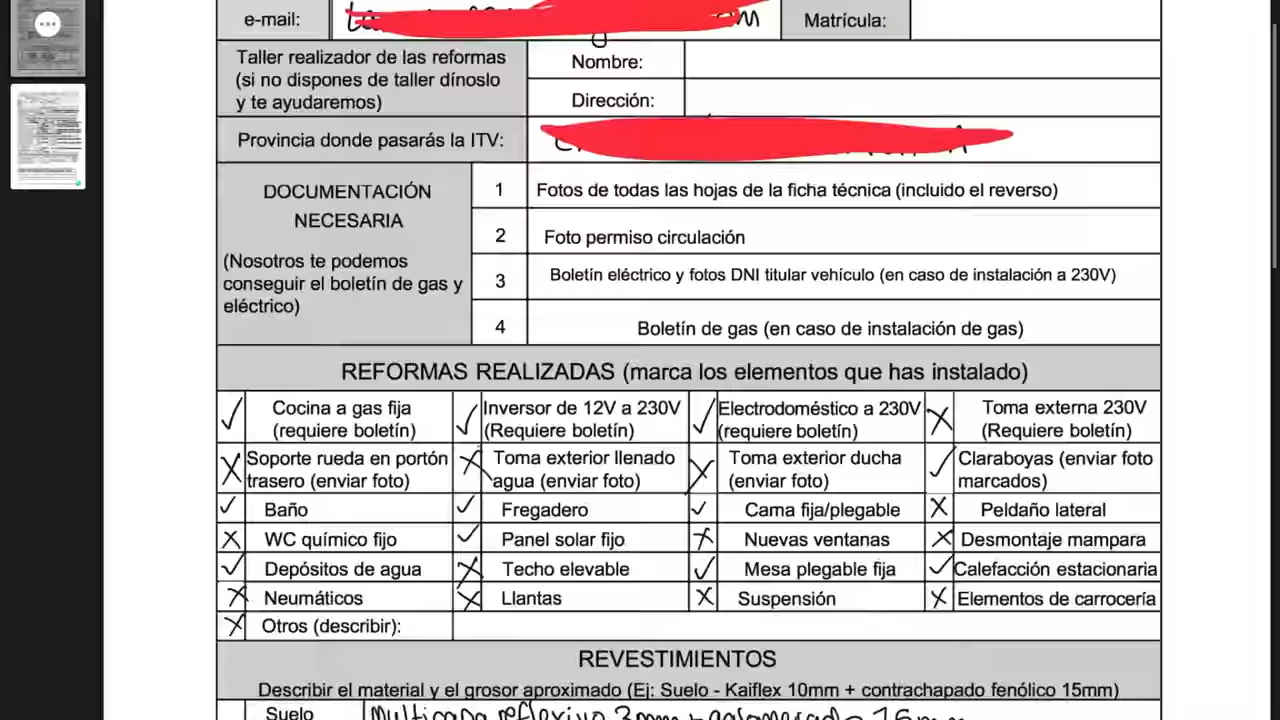 e-mail:
Matrícula:
Taller realizador de las reformas
(si no dispones de taller dínoslo
y te ayudaremos)
Nombre:
Dirección:
Provincia donde pasarás la ITV:
DOCUMENTACIÓN
NECESARIA
(Nosotros te podemos
conseguir el boletín de gas y
eléctrico)
1 Fotos de todas las hojas de la ficha técnica (incluido el reverso)
2 Foto permiso circulación
3 Boletín eléctrico y fotos DNI titular vehículo (en caso de instalación a 230V)
4 Boletín de gas (en caso de instalación de gas)
REFORMAS REALIZADAS (marca los elementos que has instalado)
Cocina a gas fija
(requiere boletín)
Inversor de 12V a 230V
(Requiere boletín)
Electrodoméstico a 230V
(requiere boletín)
Toma externa 230V
(Requiere boletín)
Soporte rueda en portón
trasero (enviar foto)
Toma exterior llenado
agua (enviar foto)
Toma exterior ducha
(enviar foto)
Claraboyas (enviar foto
marcados)
Baño
Fregadero
Cama fija/plegable
Peldaño lateral
WC químico fijo
Panel solar fijo
Nuevas ventanas
Desmontaje mampara
Depósitos de agua
Techo elevable
Mesa plegable fija
Calefacción estacionaria
Neumáticos
Llantas
Suspensión
Elementos de carrocería
Otros (describir):
REVESTIMIENTOS
Describir el material y el grosor aproximado (Ej: Suelo - Kaiflex 10mm + contrachapado fenólico 15mm)
Suelo Multicapa reflexivo 3mm + aglomerado 15mm